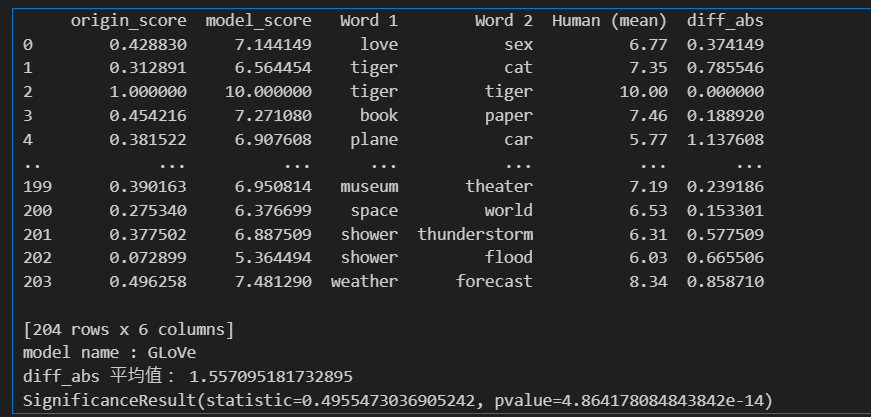 origin_score model_score Word 1 Word 2 Human (mean) diff_abs
0 0.428830 7.144149 love sex 6.77 0.374149
1 0.312891 6.564454 tiger cat 7.35 0.785546
2 1.000000 10.000000 tiger tiger 10.00 0.000000
3 0.454216 7.271080 book paper 7.46 0.188920
4 0.381522 6.907608 plane car 5.77 1.137608
.. ... ... ... ... ... ...
199 0.390163 6.950814 museum theater 7.19 0.239186
200 0.275340 6.376699 space world 6.53 0.153301
201 0.377502 6.887509 shower thunderstorm 6.31 0.577509
202 0.072899 5.364494 shower flood 6.03 0.665506
203 0.496258 7.481290 weather forecast 8.34 0.858710
[204 rows x 6 columns]
model name : GLoVe
diff_abs 平均值： 1.557095181732895
SignificanceResult(statistic=0.4955473036905242, pvalue=4.864178084843842e-14)